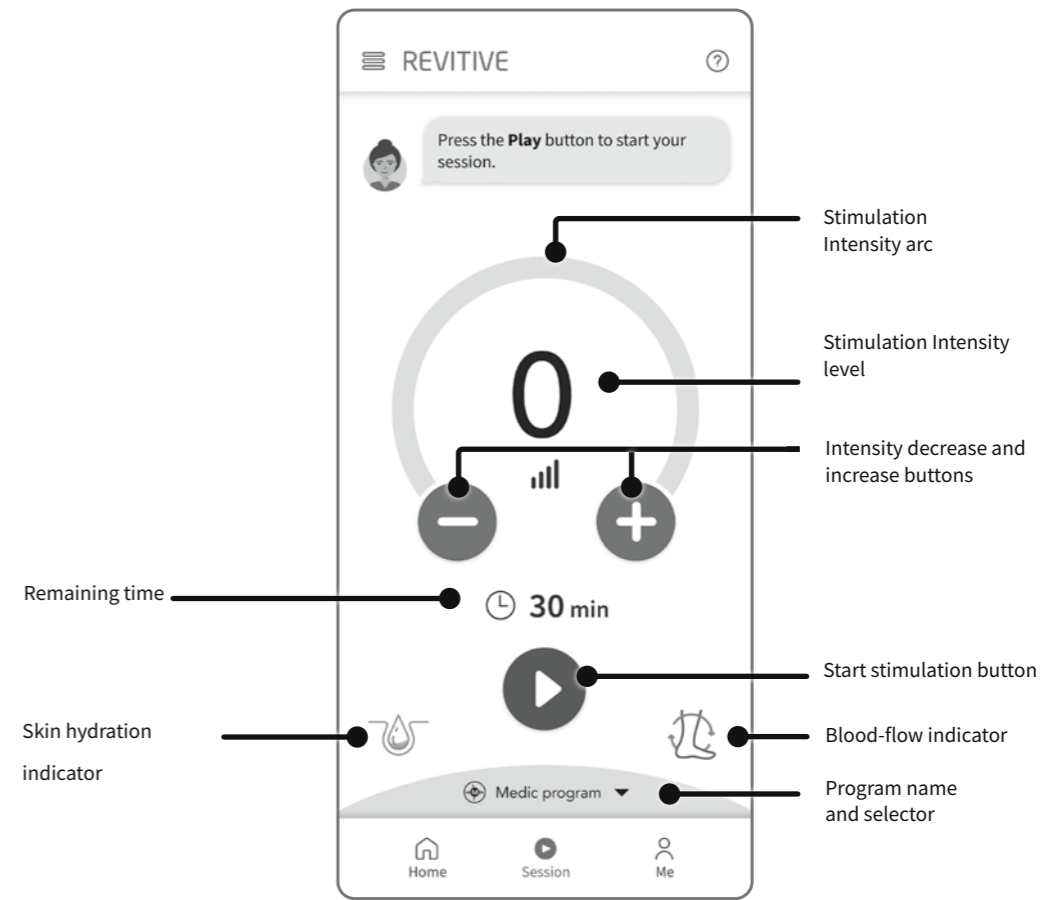 REVITIVE
?
Press the Play button to start your
session.
Stimulation
Intensity arc
0
Stimulation Intensity
level
Intensity decrease and
increase buttons
Remaining time
30 min
Start stimulation button
Skin hydration
indicator
Blood-flow indicator
Medic program
Program name
and selector
Home
Session
Me